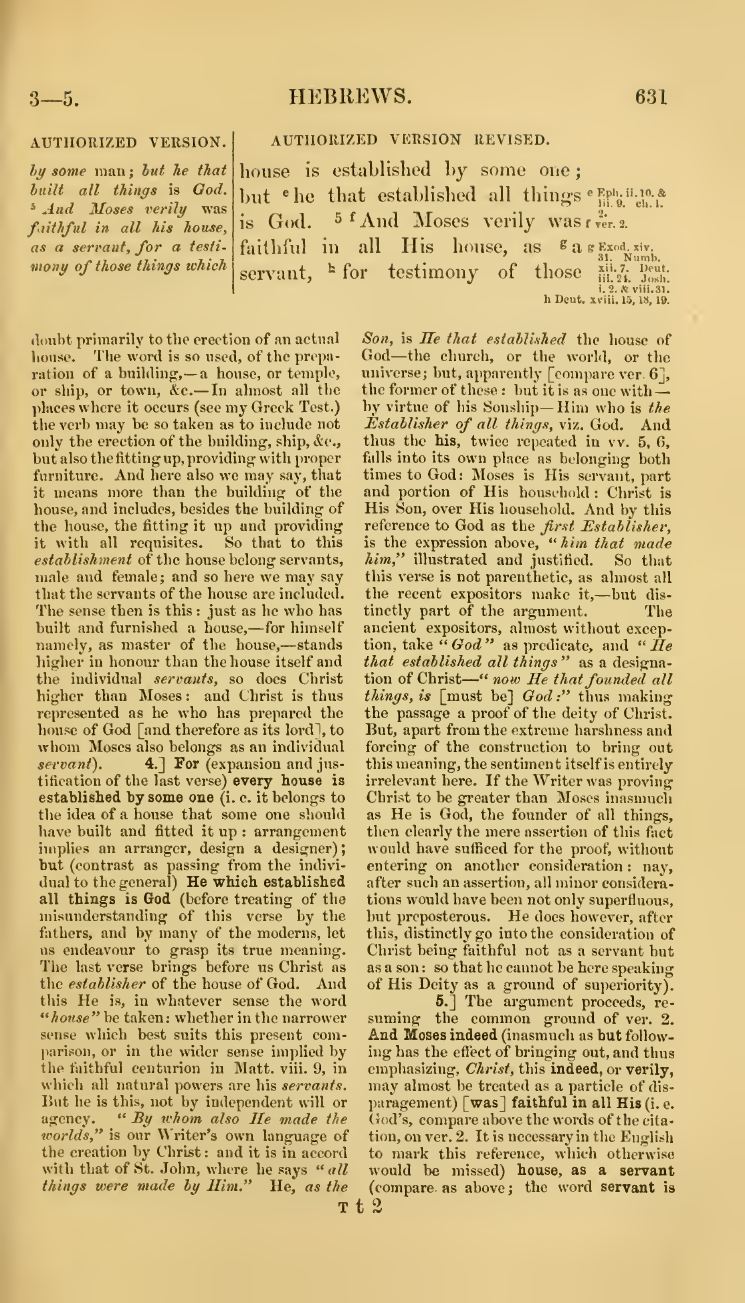 3—5.
HEBREWS.
631
AUTHORIZED VERSION.
by some man; but he that
built all things is God.
5 And Moses verily was
faithful in all his house,
as a servant, for a testi-
mony of those things which
AUTHORIZED VERSION REVISED.
house is established by some one;
but e he that established all things
is God. 5 f And Moses verily was
faithful in all His house, as g a
servant, h for testimony of those
e Eph. ii. 10. &
iii. 9. ch. i.
2.
f ver. 2.
g Exod. xiv.
31. Numb.
xii. 7. Deut.
iii. 24. Josh.
i. 2. & viii. 31.
h Deut. xviii. 15, 18, 19.
doubt primarily to the erection of an actual
house. The word is so used, of the prepa-
ration of a building,—a house, or temple,
or ship, or town, &c.—In almost all the
places where it occurs (see my Greek Test.)
the verb may be so taken as to include not
only the erection of the building, ship, &c.,
but also the fitting up, providing with proper
furniture. And here also we may say, that
it means more than the building of the
house, and includes, besides the building of
the house, the fitting it up and providing
it with all requisites. So that to this
establishment of the house belong servants,
male and female; and so here we may say
that the servants of the house are included.
The sense then is this: just as he who has
built and furnished a house,—for himself
namely, as master of the house,—stands
higher in honour than the house itself and
the individual servants, so does Christ
higher than Moses: and Christ is thus
represented as he who has prepared the
house of God [and therefore as its lord], to
whom Moses also belongs as an individual
servant). 4.] For (expansion and jus-
tification of the last verse) every house is
established by some one (i. e. it belongs to
the idea of a house that some one should
have built and fitted it up: arrangement
implies an arranger, design a designer);
but (contrast as passing from the indivi-
dual to the general) He which established
all things is God (before treating of the
misunderstanding of this verse by the
fathers, and by many of the moderns, let
us endeavour to grasp its true meaning.
The last verse brings before us Christ as
the establisher of the house of God. And
this He is, in whatever sense the word
"house" be taken: whether in the narrower
sense which best suits this present com-
parison, or in the wider sense implied by
the faithful centurion in Matt. viii. 9, in
which all natural powers are his servants.
But he is this, not by independent will or
agency. "By whom also He made the
worlds," is our Writer's own language of
the creation by Christ: and it is in accord
with that of St. John, where he says "all
things were made by Him." He, as the
Son, is He that established the house of
God—the church, or the world, or the
universe; but, apparently [compare ver. 6],
the former of these: but it is as one with—
by virtue of his Sonship—Him who is the
Establisher of all things, viz. God. And
thus the his, twice repeated in vv. 5, 6,
falls into its own place as belonging both
times to God: Moses is His servant, part
and portion of His household: Christ is
His Son, over His household. And by this
reference to God as the first Establisher,
is the expression above, "him that made
him," illustrated and justified. So that
this verse is not parenthetic, as almost all
the recent expositors make it,—but dis-
tinctly part of the argument. The
ancient expositors, almost without excep-
tion, take "God" as predicate, and "He
that established all things" as a designa-
tion of Christ—"now He that founded all
things, is [must be] God:" thus making
the passage a proof of the deity of Christ.
But, apart from the extreme harshness and
forcing of the construction to bring out
this meaning, the sentiment itself is entirely
irrelevant here. If the Writer was proving
Christ to be greater than Moses inasmuch
as He is God, the founder of all things,
then clearly the mere assertion of this fact
would have sufficed for the proof, without
entering on another consideration: nay,
after such an assertion, all minor considera-
tions would have been not only superfluous,
but preposterous. He does however, after
this, distinctly go into the consideration of
Christ being faithful not as a servant but
as a son: so that he cannot be here speaking
of His Deity as a ground of superiority).
5.] The argument proceeds, re-
suming the common ground of ver. 2.
And Moses indeed (inasmuch as but follow-
ing has the effect of bringing out, and thus
emphasizing, Christ, this indeed, or verily,
may almost be treated as a particle of dis-
paragement) [was] faithful in all His (i. e.
God's, compare above the words of the cita-
tion, on ver. 2. It is necessary in the English
to mark this reference, which otherwise
would be missed) house, as a servant
(compare as above; the word servant is
T t 2